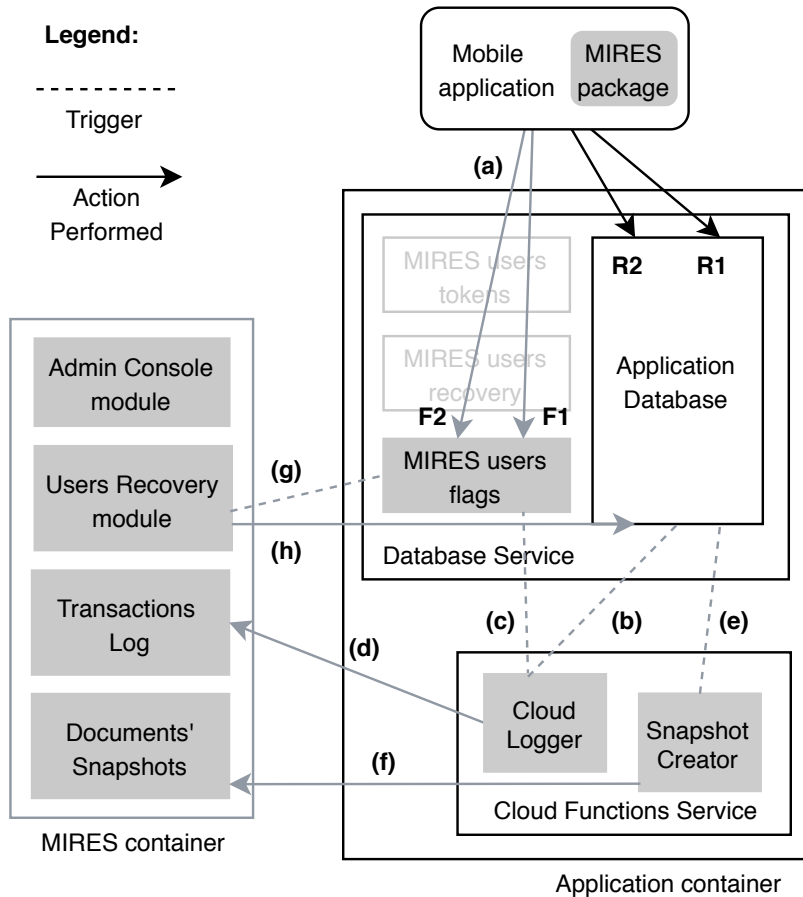 Legend:
Trigger
Action
Performed
Mobile
application
MIRES
package
(a)
MIRES users
tokens
MIRES users
recovery
R2
R1
Application
Database
F2
F1
MIRES users
flags
Database Service
Admin Console
module
Users Recovery
module
(g)
(h)
Transactions
Log
Documents'
Snapshots
MIRES container
(c)
(b)
(e)
(d)
(f)
Cloud
Logger
Snapshot
Creator
Cloud Functions Service
Application container